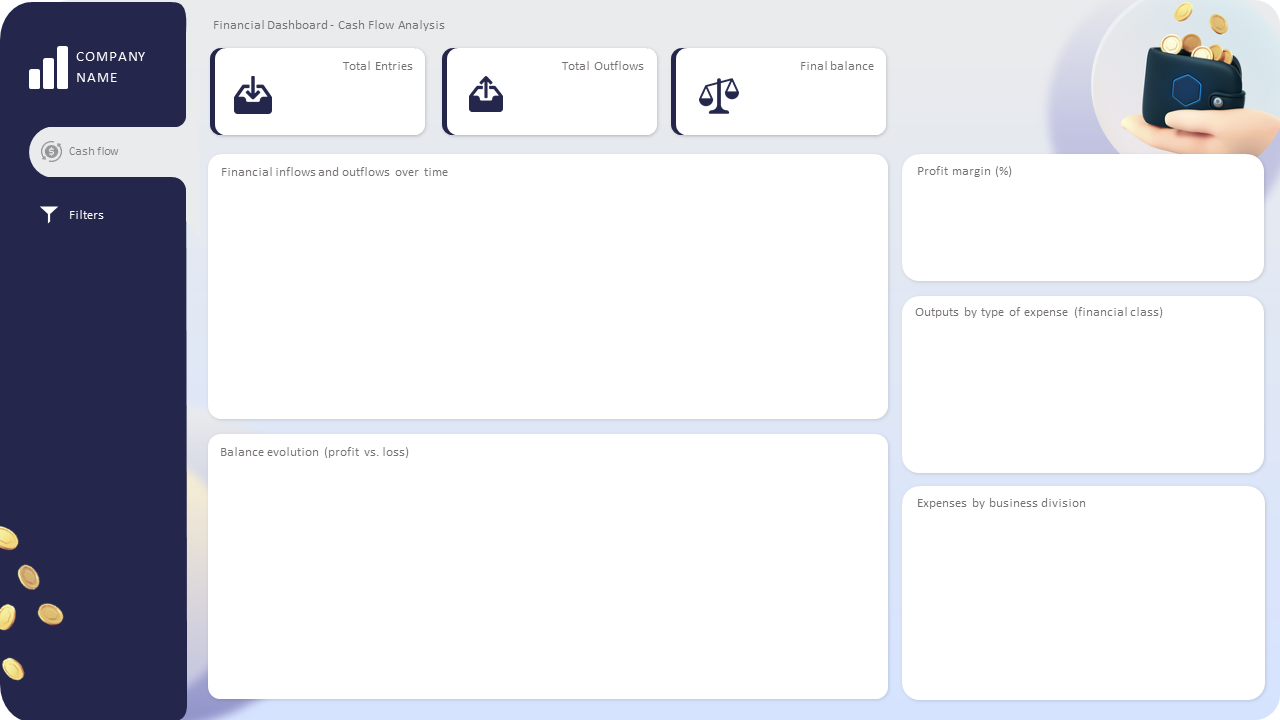 Financial Dashboard - Cash Flow Analysis
COMPANY
NAME
Cash flow
Filters
Total Entries
Total Outflows
Final balance
Financial inflows and outflows over time
Profit margin (%)
Outputs by type of expense (financial class)
Balance evolution (profit vs. loss)
Expenses by business division